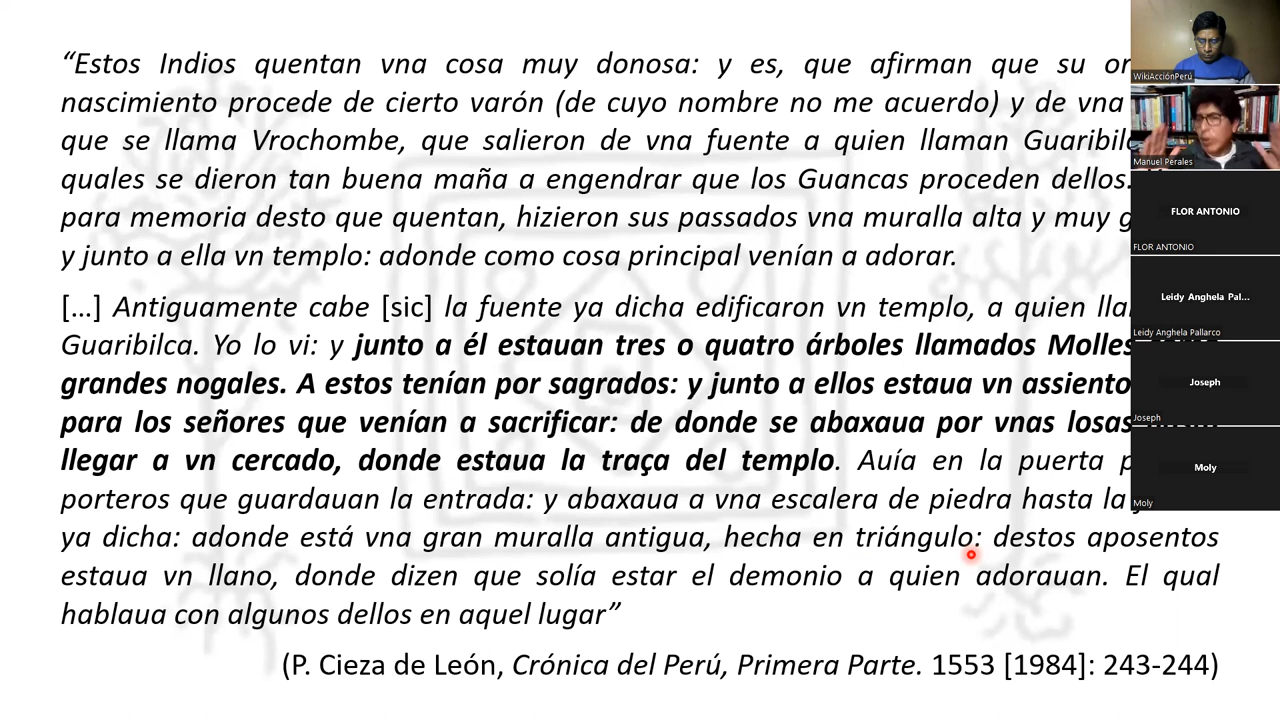 “Estos Indios quentan vna cosa muy donosa: y es, que afirman que su
nascimiento procede de cierto varón (de cuyo nombre no me acuerdo) y de vna
que se llama Vrochombe, que salieron de vna fuente a quien llaman
quales se dieron tan buena maña a engendrar que los Guancas proceden dellos.
para memoria desto que quentan, hizieron sus passados vna muralla alta y muy
y junto a ella vn templo: adonde como cosa principal venían a adorar.
[…] Antiguamente cabe [sic] la fuente ya dicha edificaron vn templo, a quien
Guaribilca. Yo lo vi: y junto a él estauan tres o quatro árboles llamados Molles
grandes nogales. A estos tenían por sagrados: y junto a ellos estaua vn assiento
para los señores que venían a sacrificar: de donde se abaxaua por vnas losas
llegar a vn cercado, donde estaua la traça del templo. Auía en la puerta
porteros que guardauan la entrada: y abaxaua a vna escalera de piedra hasta la
ya dicha: adonde está vna gran muralla antigua, hecha en triángulo: destos aposentos
estaua vn llano, donde dizen que solía estar el demonio a quien adorauan. El qual
hablaua con algunos dellos en aquel lugar”
(P. Cieza de León, Crónica del Perú, Primera Parte. 1553 [1984]: 243-244)
WikiAcciónPerú
Manuel Perales
FLOR ANTONIO
FLOR ANTONIO
Leidy Anghela Pal...
Leidy Anghela Pallarco
Joseph
Joseph
Moly
Moly